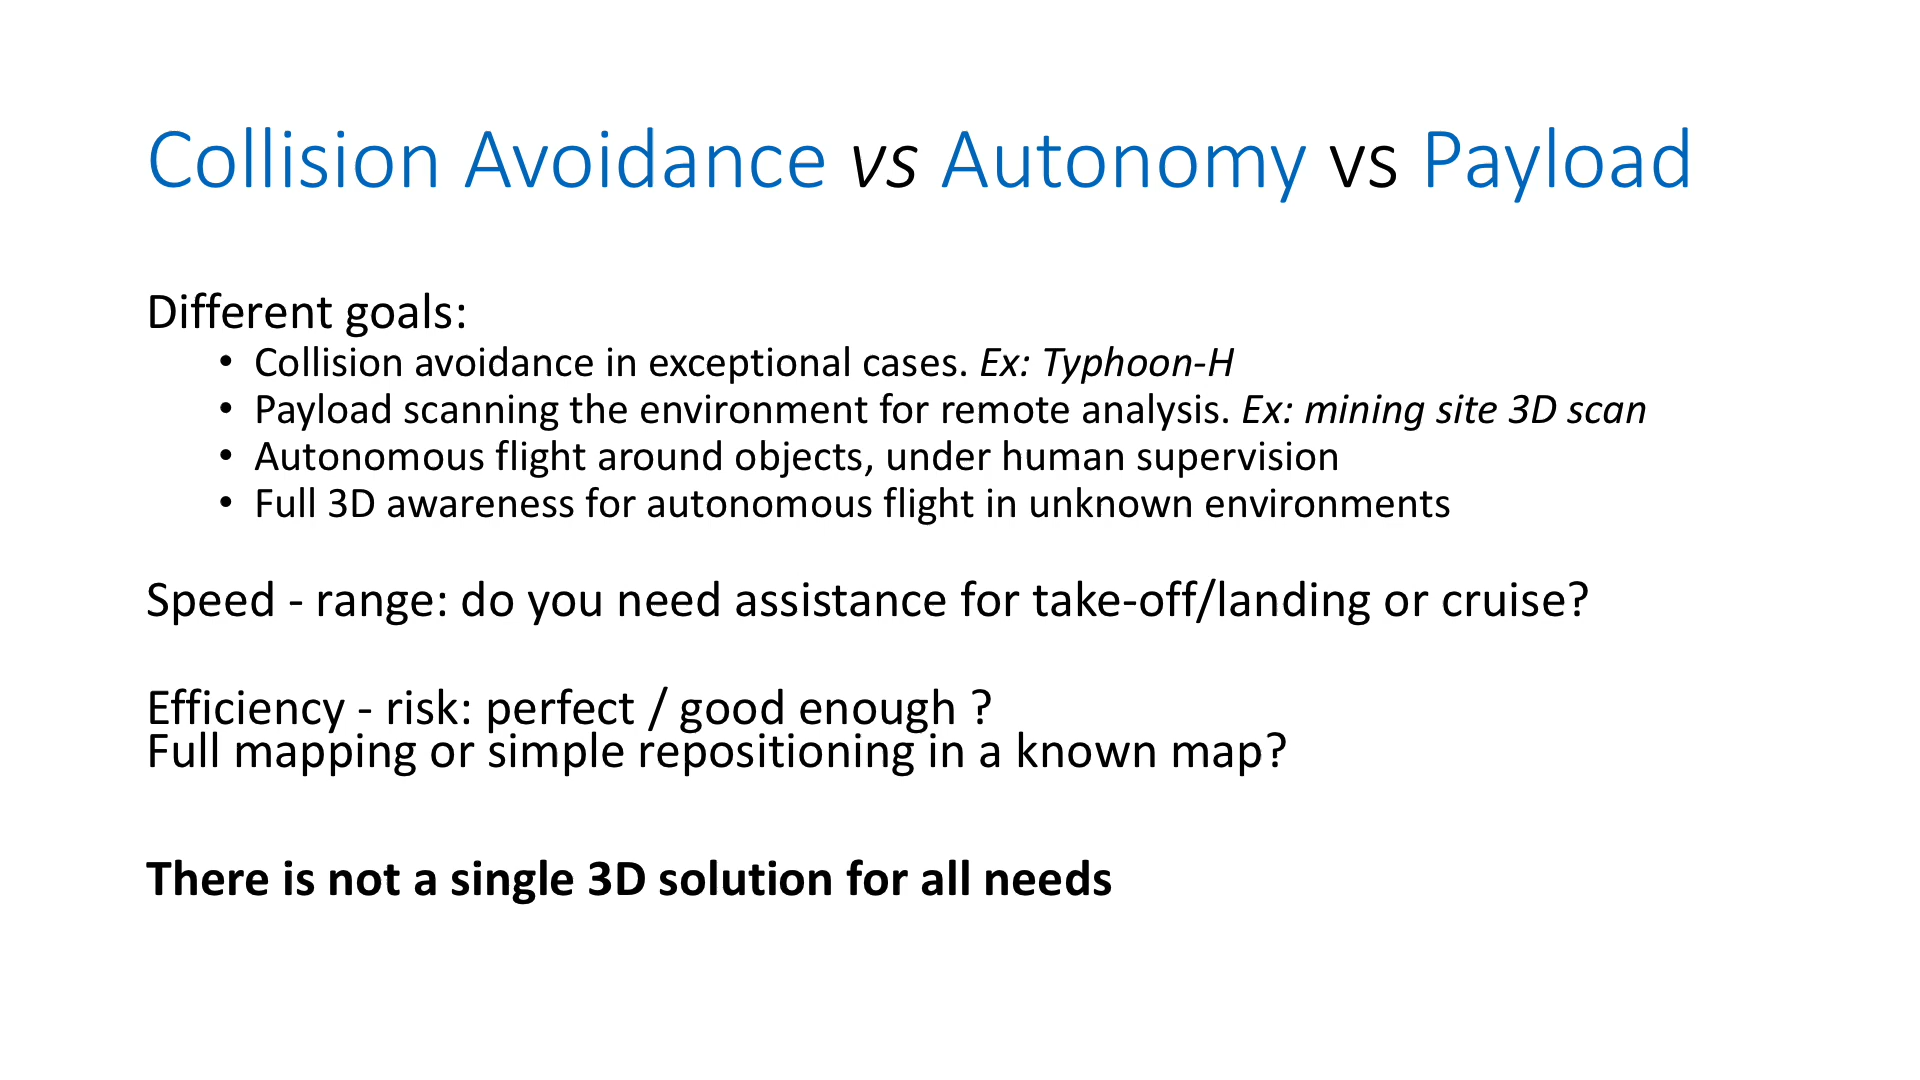 Collision Avoidance vs Autonomy vs Payload
Different goals:
• Collision avoidance in exceptional cases. Ex: Typhoon-H
• Payload scanning the environment for remote analysis. Ex: mining site 3D scan
• Autonomous flight around objects, under human supervision
• Full 3D awareness for autonomous flight in unknown environments
Speed - range: do you need assistance for take-off/landing or cruise?
Efficiency - risk: perfect / good enough ?
Full mapping or simple repositioning in a known map?
There is not a single 3D solution for all needs